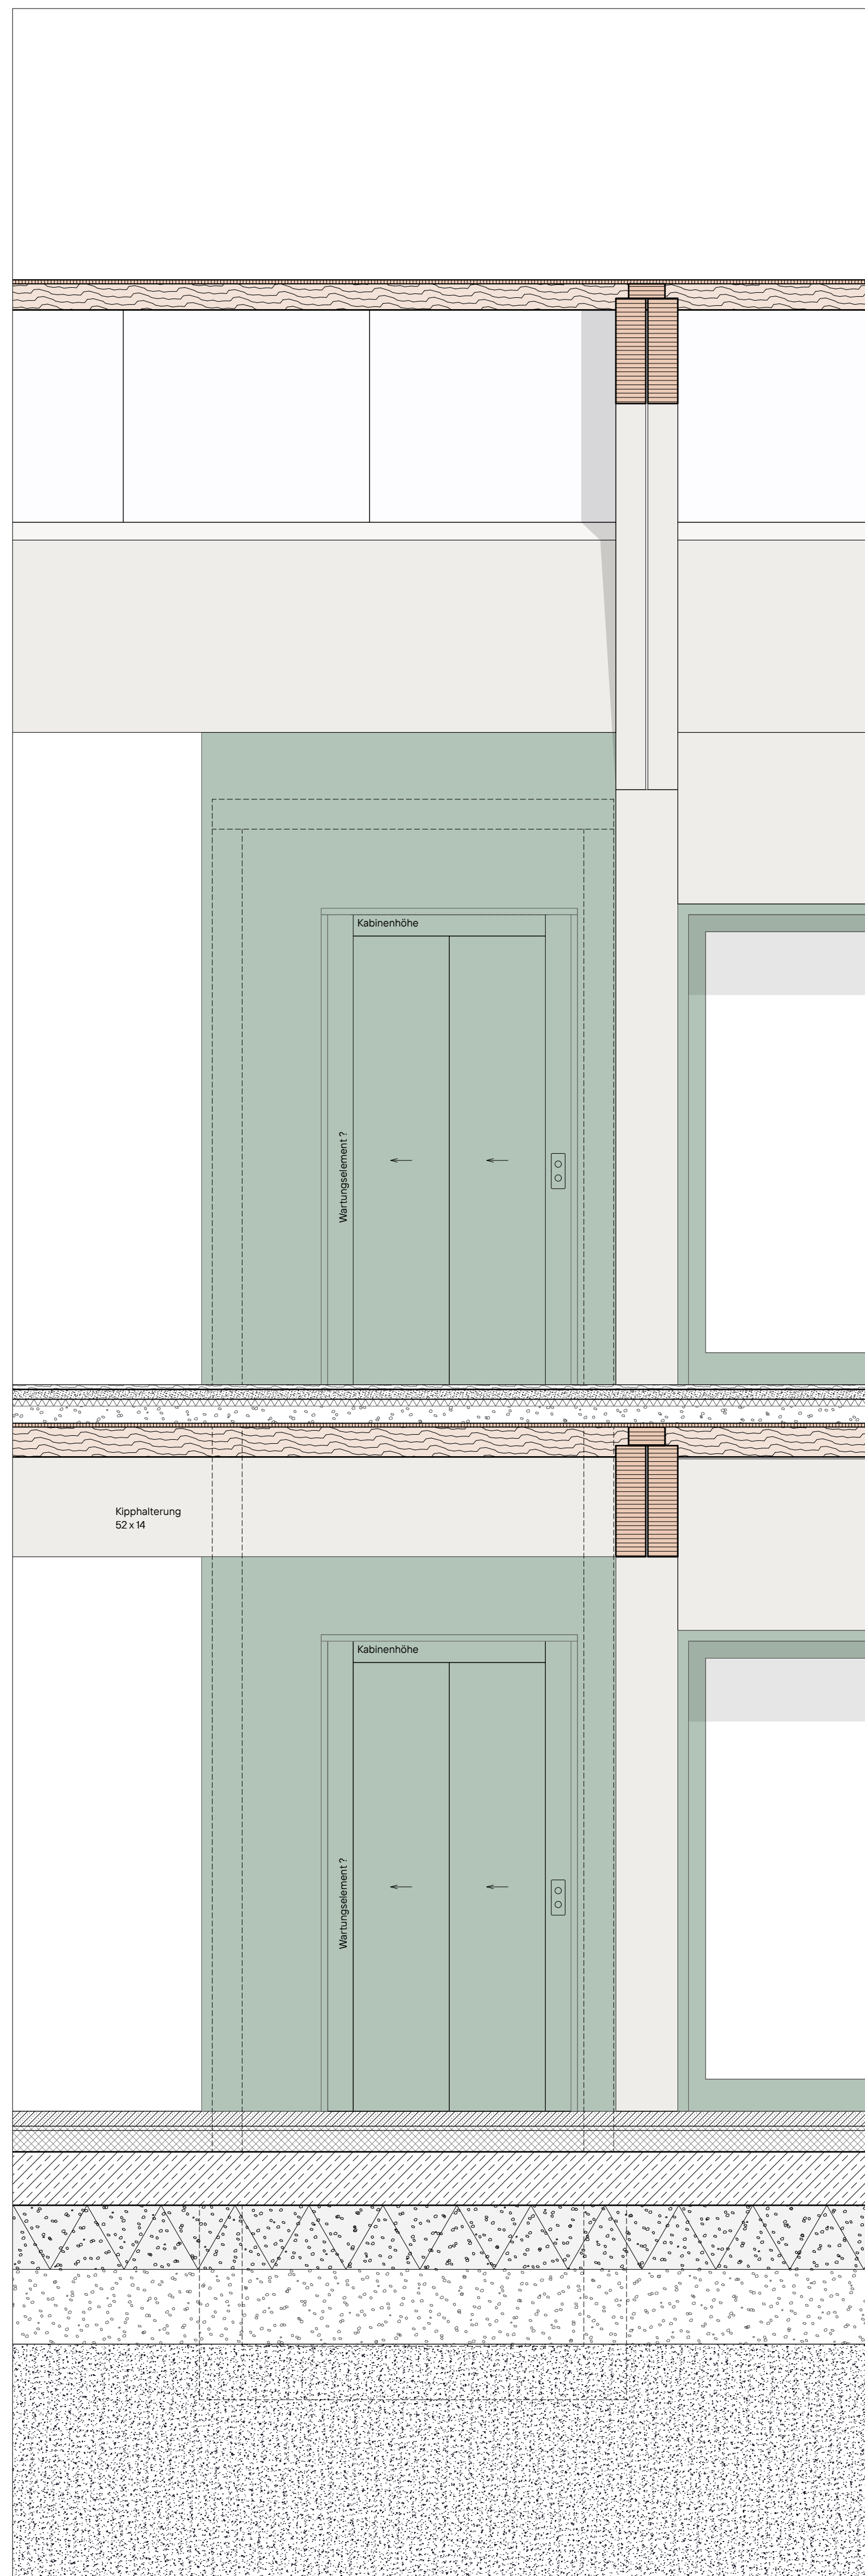 Kabinenhöhe
Wartungselement ?
Kipphalterung
52 x 14
Kabinenhöhe
Wartungselement ?